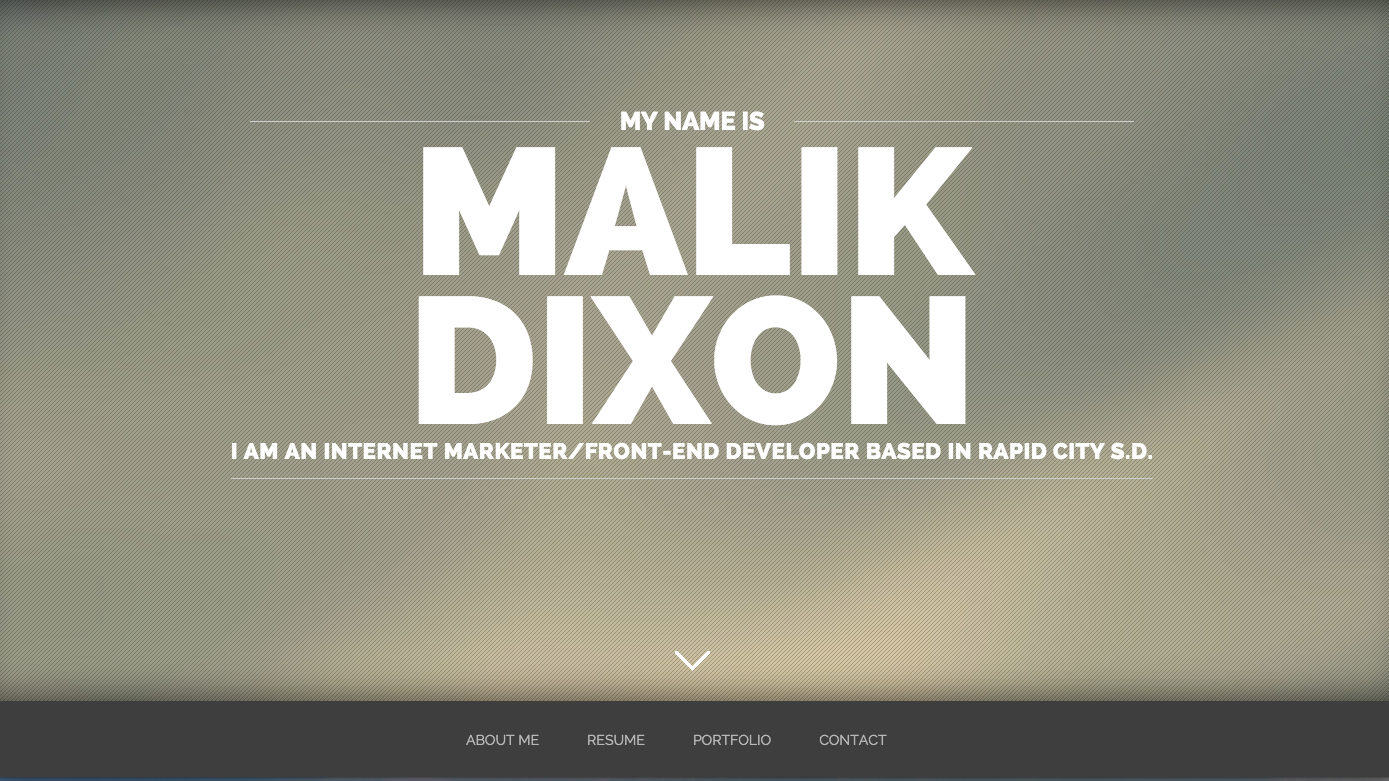 MY NAME IS
MALIK
DIXON
I AM AN INTERNET MARKETER/FRONT-END DEVELOPER BASED IN RAPID CITY S.D.
ABOUT ME RESUME PORTFOLIO CONTACT